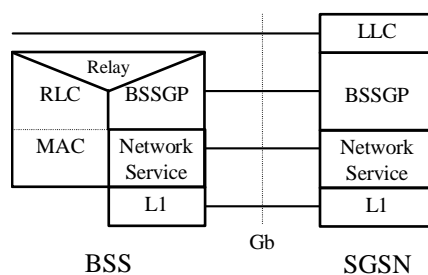 LLC
Relay
RLC
BSSGP
BSSGP
MAC
Network
Service
Network
Service
L1
L1
Gb
BSS
SGSN